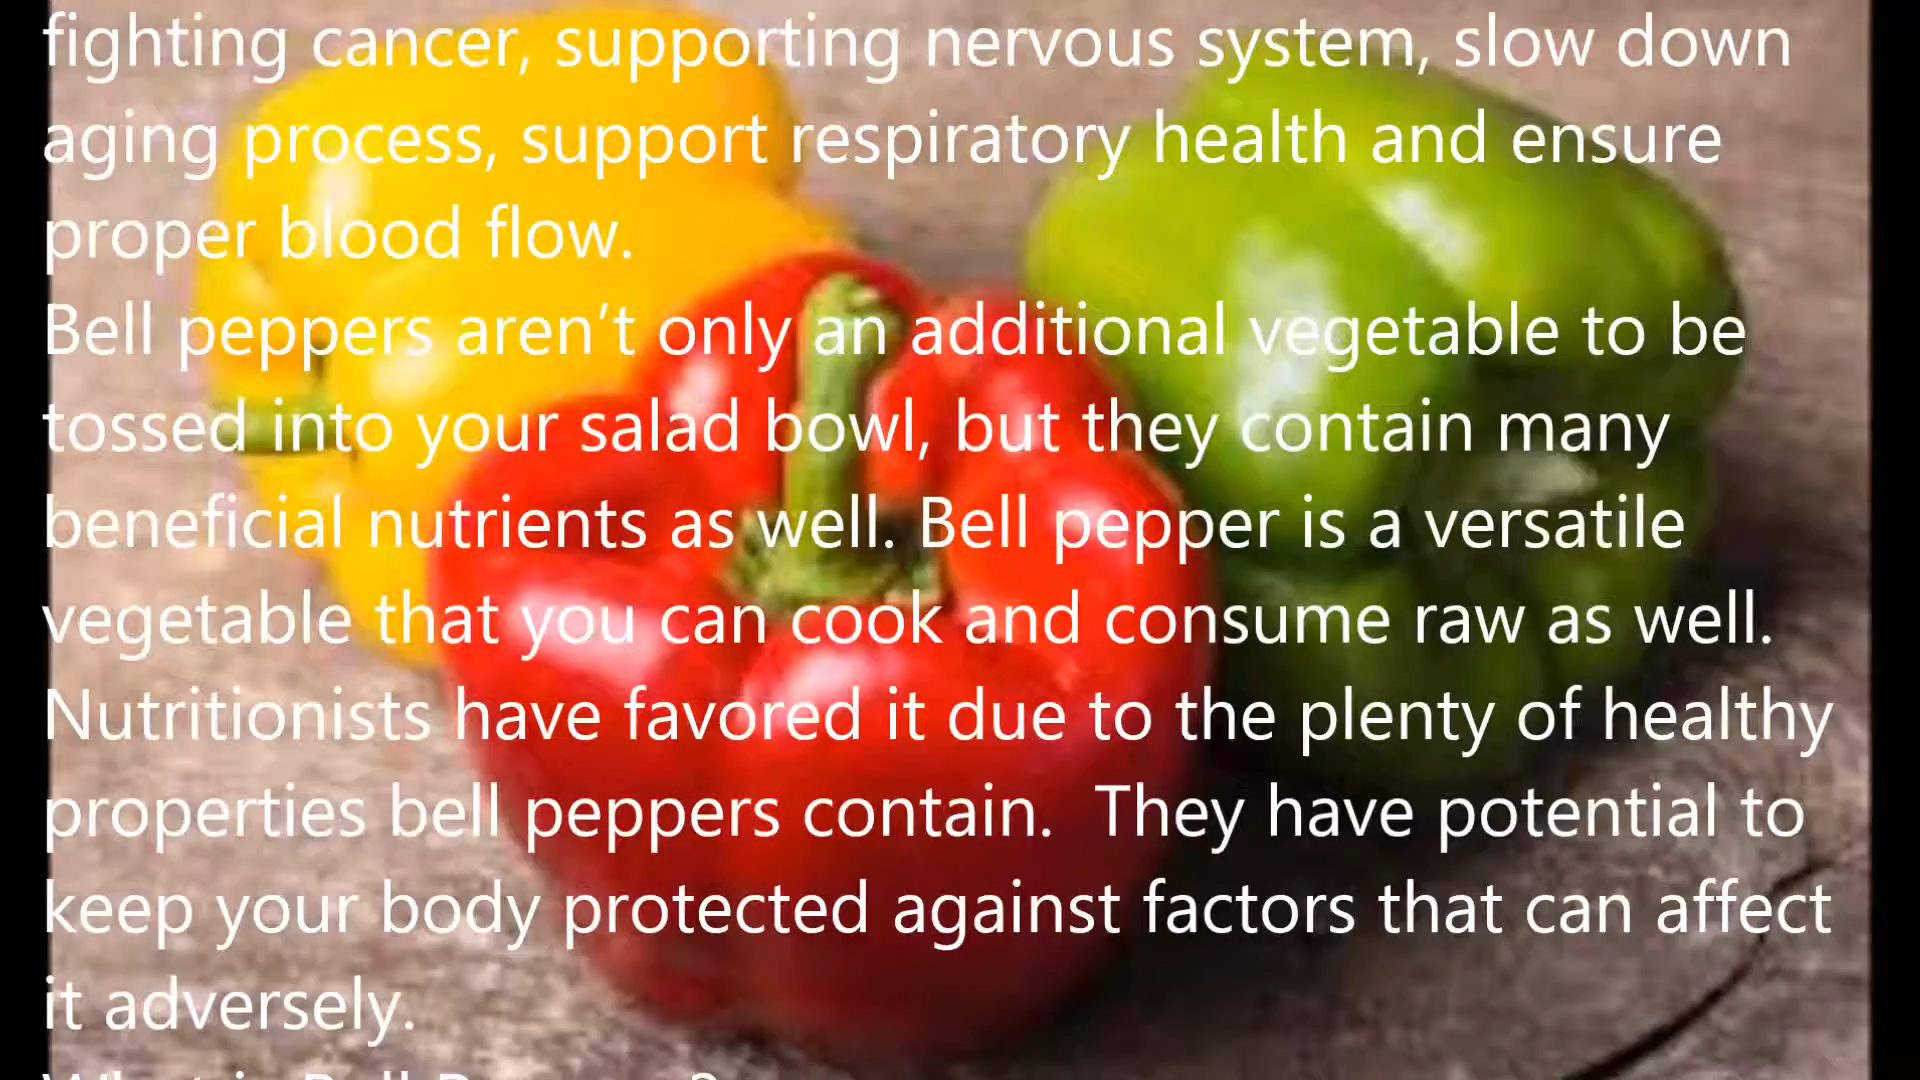 fighting cancer, supporting nervous system, slow down
aging process, support respiratory health and ensure
proper blood flow.
Bell peppers aren’t only an additional vegetable to be
tossed into your salad bowl, but they contain many
beneficial nutrients as well. Bell pepper is a versatile
vegetable that you can cook and consume raw as well.
Nutritionists have favored it due to the plenty of healthy
properties bell peppers contain.  They have potential to
keep your body protected against factors that can affect
it adversely.